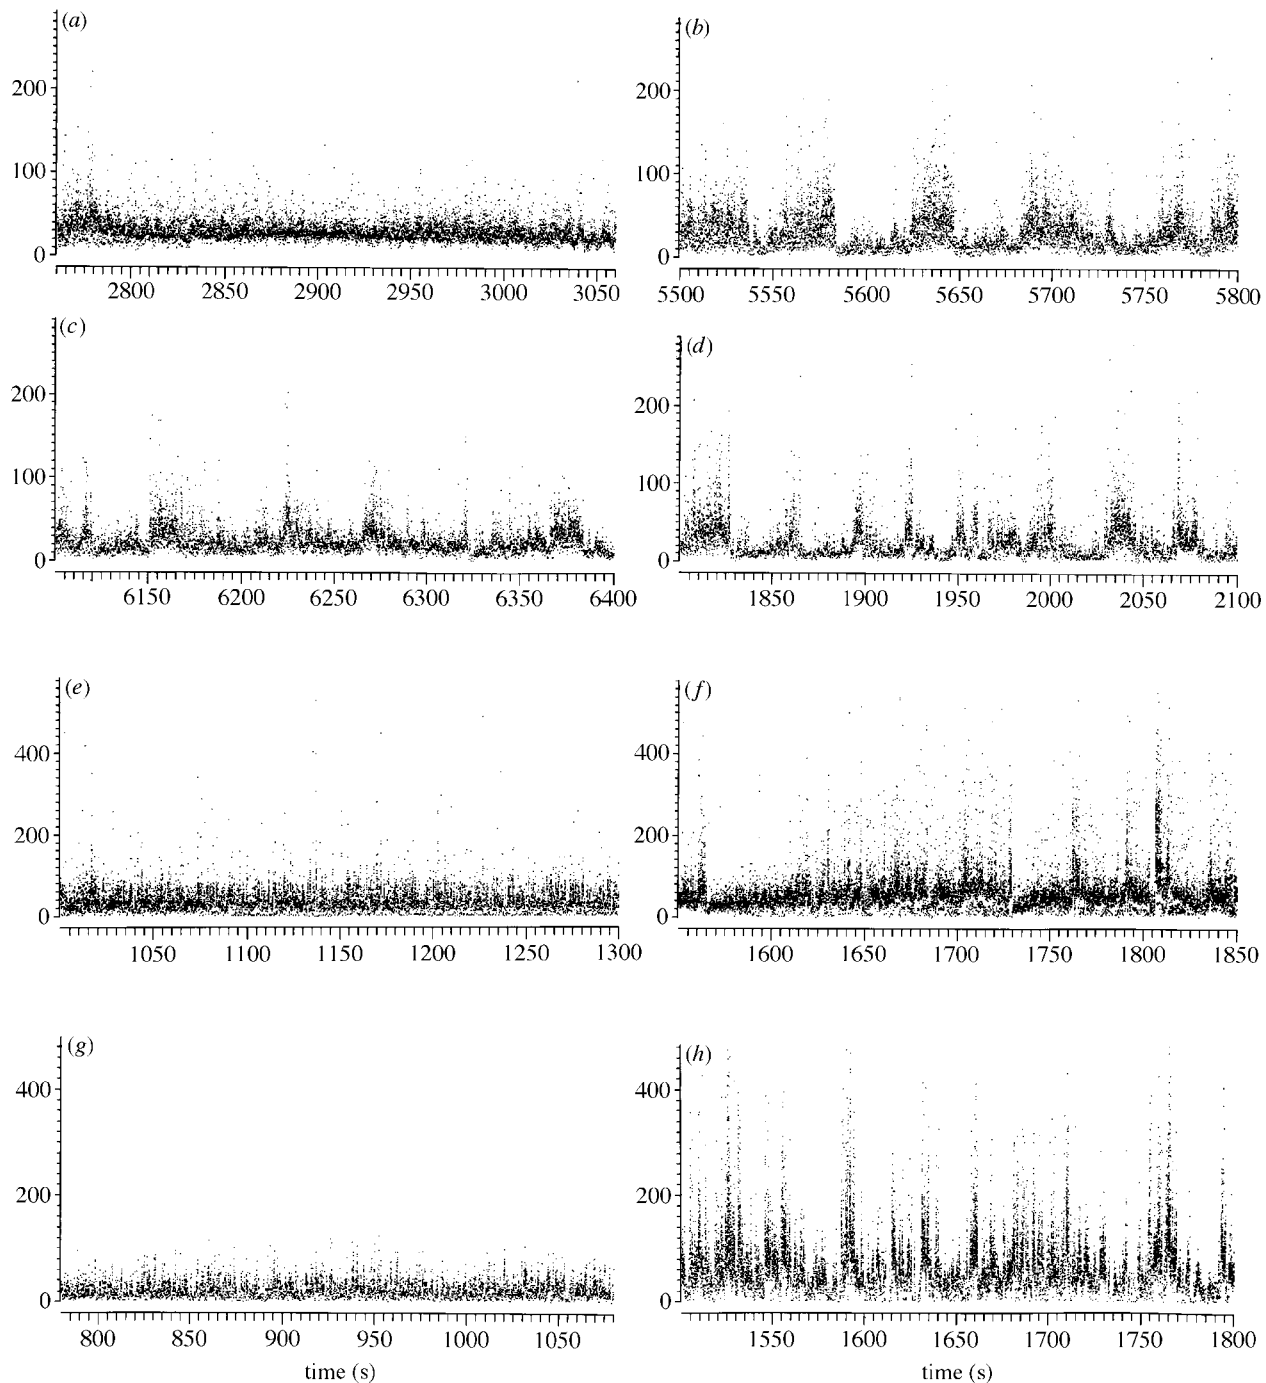 (a)
200
100
0
2800 2850 2900 2950 3000 3050
(b)
200
100
0
5500 5550 5600 5650 5700 5750 5800
(c)
200
100
0
6150 6200 6250 6300 6350 6400
(d)
200
100
0
1850 1900 1950 2000 2050 2100
(e)
400
200
0
1050 1100 1150 1200 1250 1300
(f)
400
200
0
1600 1650 1700 1750 1800 1850
(g)
400
200
0
800 850 900 950 1000 1050
time (s)
(h)
400
200
0
1550 1600 1650 1700 1750 1800
time (s)